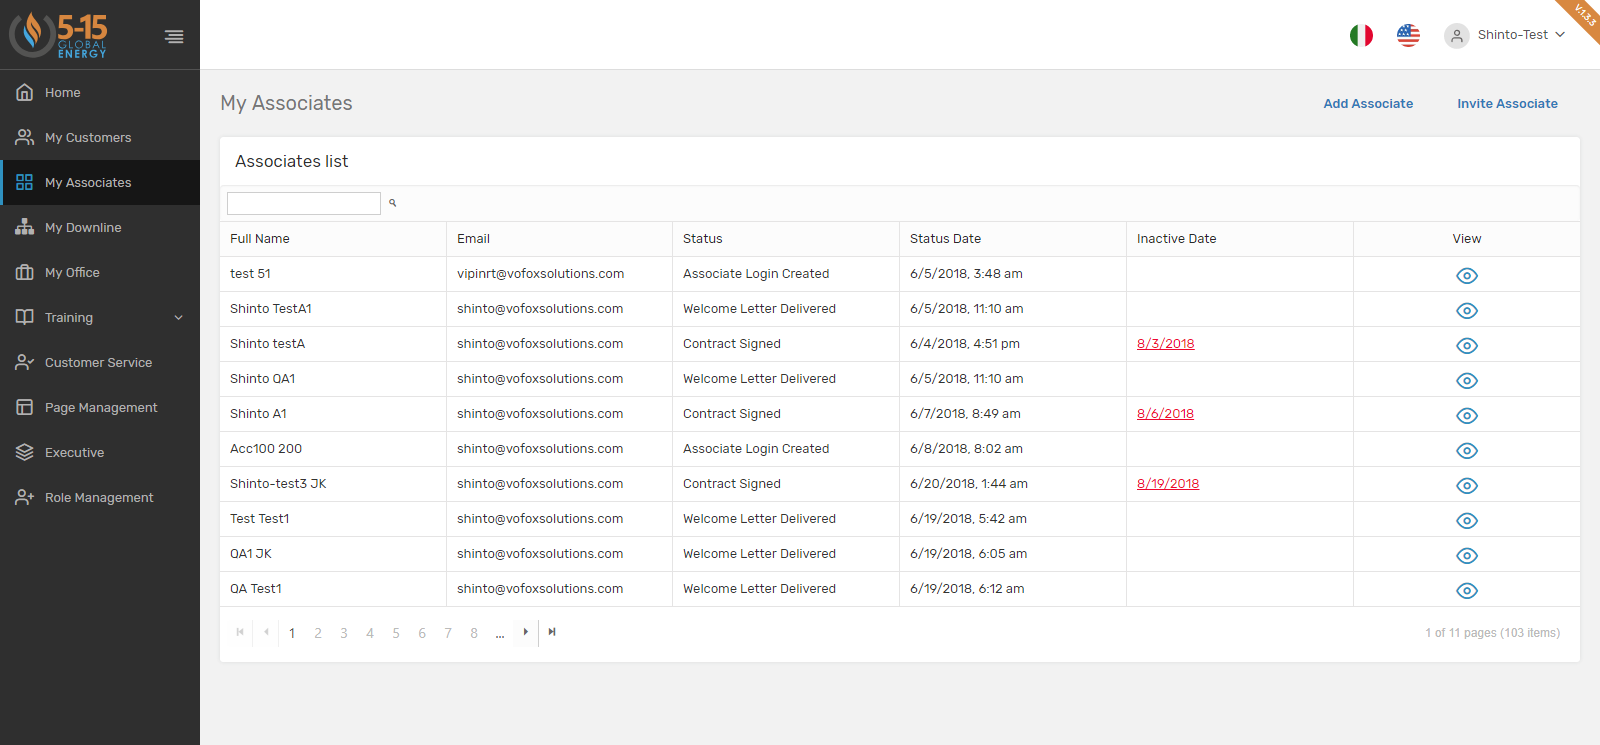 5-15
GLOBAL
ENERGY
Shinto-Test
V.1.3.3
Home
My Customers
My Associates
My Downline
My Office
Training
Customer Service
Page Management
Executive
Role Management
My Associates
Add Associate Invite Associate
Associates list
Full Name Email Status Status Date Inactive Date View
test 51 vipinrt@vofoxsolutions.com Associate Login Created 6/5/2018, 3:48 am
Shinto TestA1 shinto@vofoxsolutions.com Welcome Letter Delivered 6/5/2018, 11:10 am
Shinto testA shinto@vofoxsolutions.com Contract Signed 6/4/2018, 4:51 pm 8/3/2018
Shinto QA1 shinto@vofoxsolutions.com Welcome Letter Delivered 6/5/2018, 11:10 am
Shinto A1 shinto@vofoxsolutions.com Contract Signed 6/7/2018, 8:49 am 8/6/2018
Acc100 200 shinto@vofoxsolutions.com Associate Login Created 6/8/2018, 8:02 am
Shinto-test3 JK shinto@vofoxsolutions.com Contract Signed 6/20/2018, 1:44 am 8/19/2018
Test Test1 shinto@vofoxsolutions.com Welcome Letter Delivered 6/19/2018, 5:42 am
QA1 JK shinto@vofoxsolutions.com Welcome Letter Delivered 6/19/2018, 6:05 am
QA Test1 shinto@vofoxsolutions.com Welcome Letter Delivered 6/19/2018, 6:12 am
1 2 3 4 5 6 7 8 ...
1 of 11 pages (103 items)